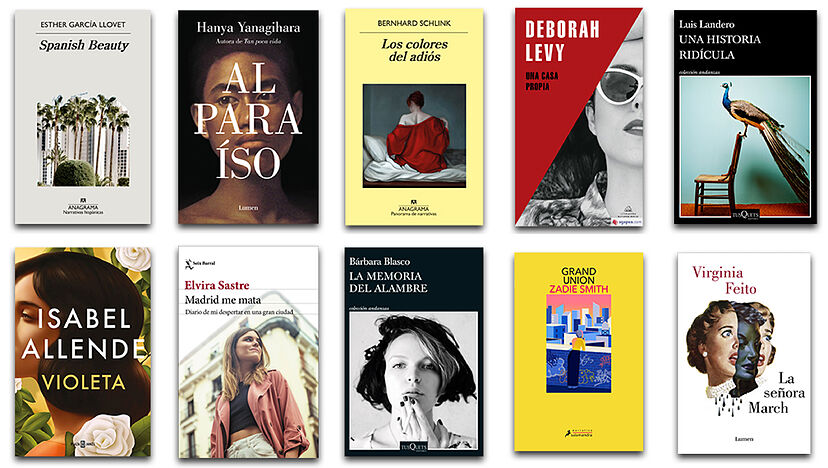 ESTHER GARCÍA LLOVET
Spanish Beauty
ANAGRAMA
Narrativas hispánicas
Hanya Yanagihara
Autora de Tan poca vida
AL
PARA
ÍSO
Lumen
BERNHARD SCHLINK
Los colores
del adiós
ANAGRAMA
Panorama de narrativas
DEBORAH
LEVY
UNA CASA
PROPIA
Luis Landero
UNA HISTORIA
RIDÍCULA
colección andanzas
TUSQUETS
ISABEL
ALLENDE
VIOLETA
Seix Barral
Elvira Sastre
Madrid me mata
Diario de mi despertar en una gran ciudad
Bárbara Blasco
LA MEMORIA
DEL ALAMBRE
colección andanzas
TUSQUETS
GRAND
UNION
ZADIE SMITH
narrativa
salamandra
Virginia
Feito
La
señora
March
Lumen